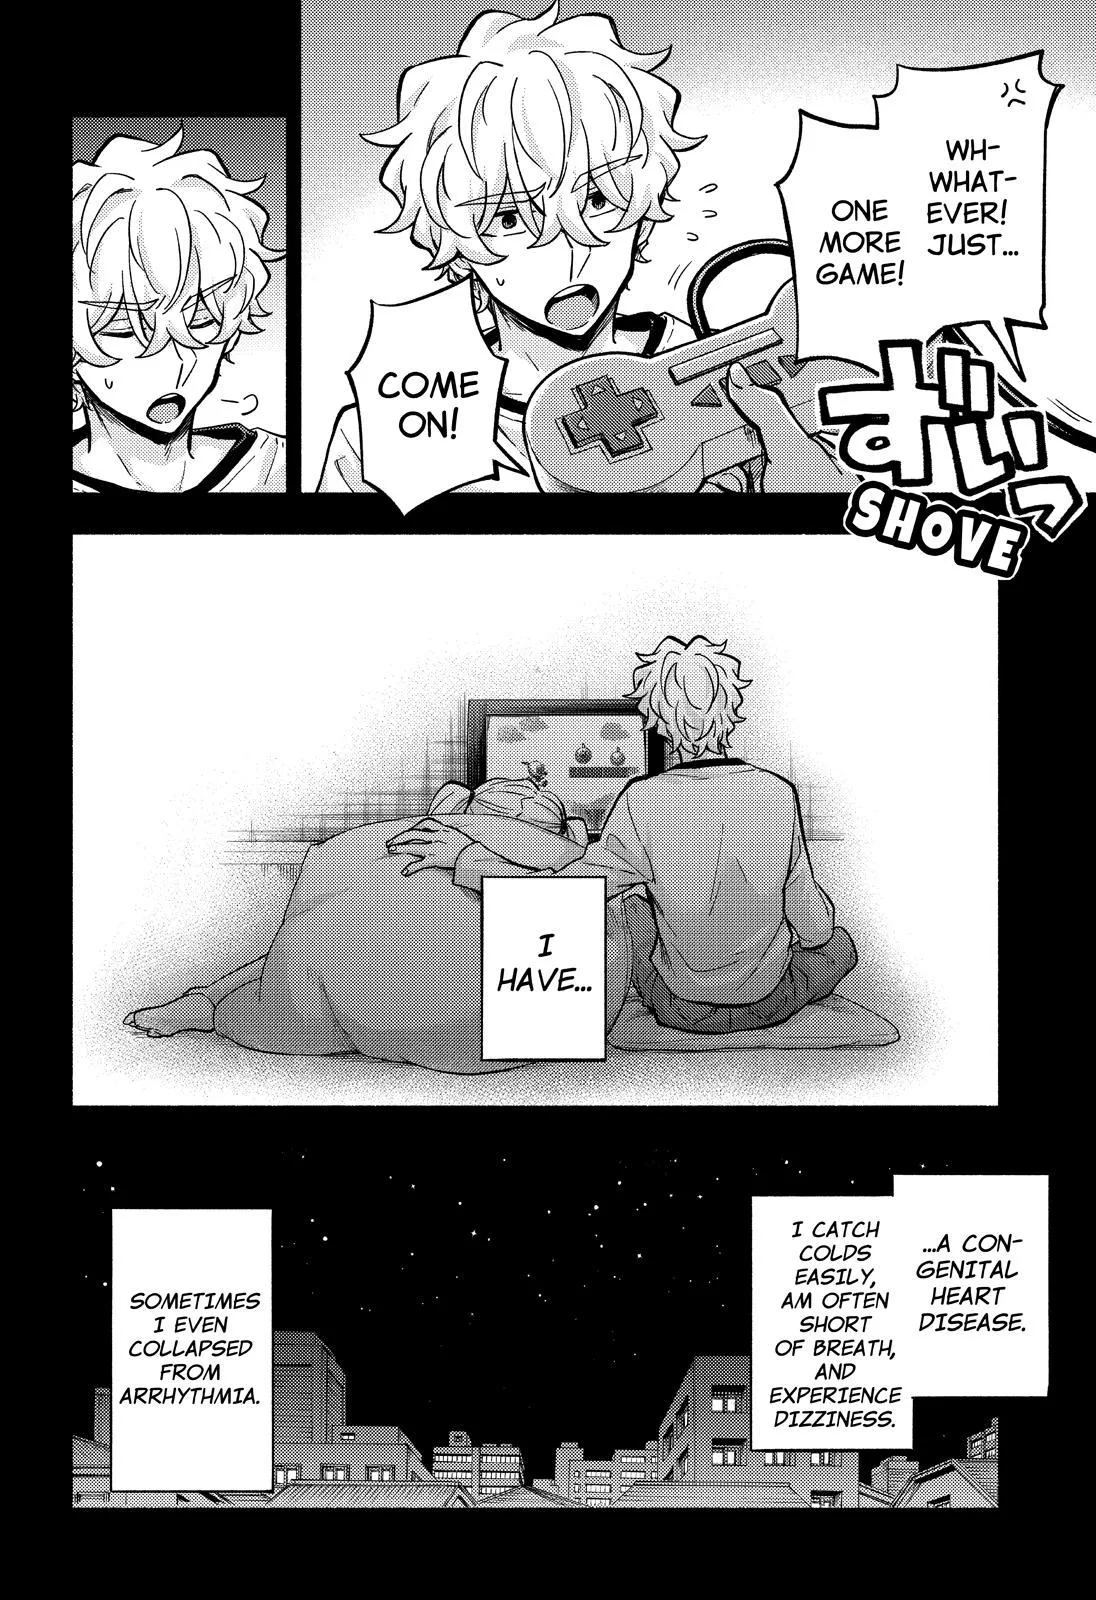 WH-
WHAT-
EVER!
JUST...
ONE
MORE
GAME!
ずいっ
SHOVE
COME
ON!
I
HAVE...
...A CON-
GENITAL
HEART
DISEASE.
I CATCH
COLDS
EASILY,
AM OFTEN
SHORT
OF BREATH,
AND
EXPERIENCE
DIZZINESS.
SOMETIMES
I EVEN
COLLAPSED
FROM
ARRHYTHMIA.